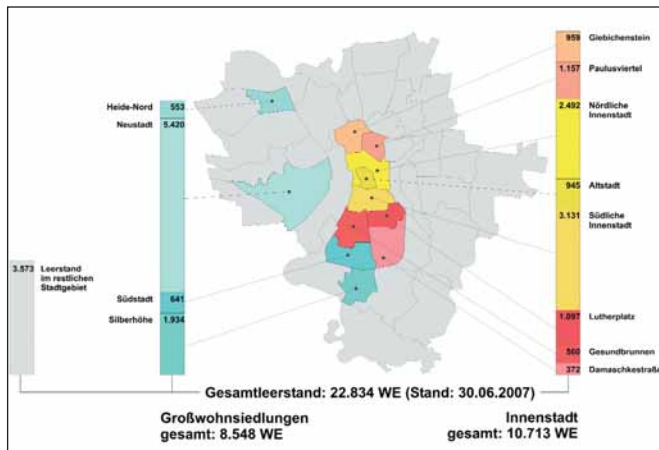 959 Giebichenstein
1.157 Paulusviertel
2.492 Nördliche
Innenstadt
945 Altstadt
3.131 Südliche
Innenstadt
1.097 Lutherplatz
560 Gesundbrunnen
372 Damaschkestraße
Heide-Nord 553
Neustadt 5.420
Südstadt 641
Silberhöhe 1.934
3.573 Leerstand
im restlichen
Stadtgebiet
Gesamtleerstand: 22.834 WE (Stand: 30.06.2007)
Großwohnsiedlungen
gesamt: 8.548 WE
Innenstadt
gesamt: 10.713 WE